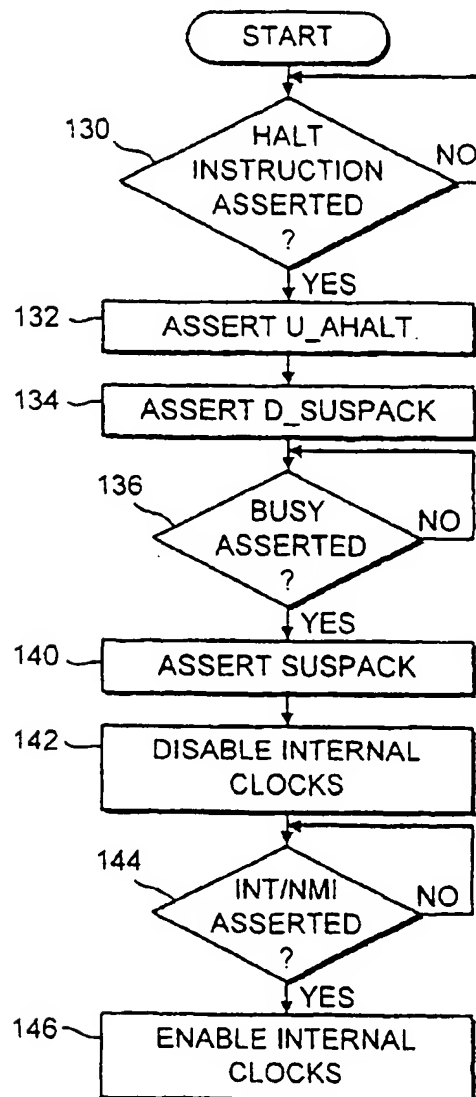 START
130
HALT
INSTRUCTION
ASSERTED
?
NO
YES
132
ASSERT U_AHALT
134
ASSERT D_SUSPACK
136
BUSY
ASSERTED
?
NO
YES
140
ASSERT SUSPACK
142
DISABLE INTERNAL
CLOCKS
144
INT/NMI
ASSERTED
?
NO
YES
146
ENABLE INTERNAL
CLOCKS